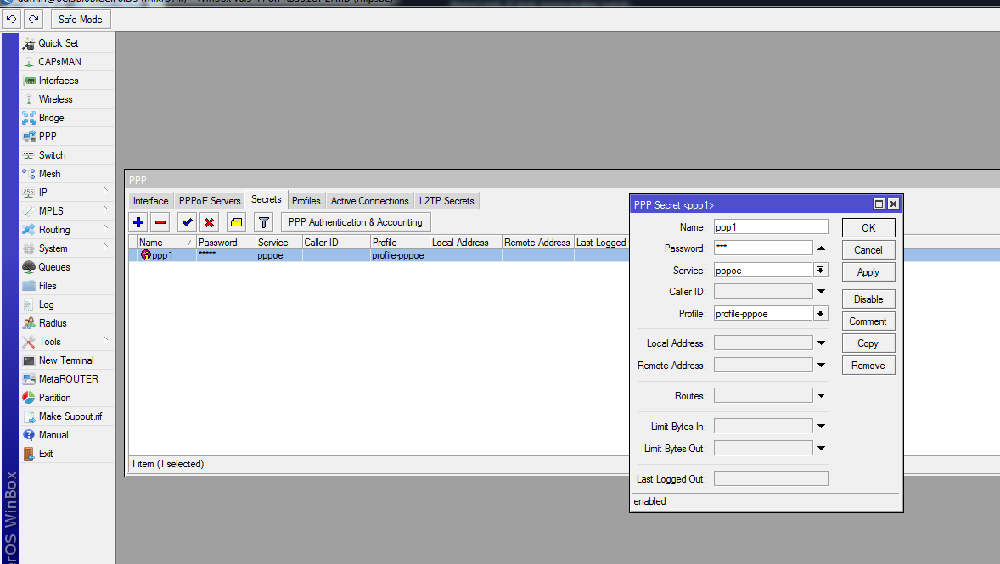 Safe Mode
Quick Set
CAPsMAN
Interfaces
Wireless
Bridge
PPP
Switch
Mesh
IP
MPLS
Routing
System
Queues
Files
Log
Radius
Tools
New Terminal
MetaROUTER
Partition
Make Supout.rif
Manual
Exit
WinBox
PPP
Interface PPPoE Servers Secrets Profiles Active Connections L2TP Secrets
PPP Authentication & Accounting
Name / Password Service Caller ID Profile Local Address Remote Address Last Logged
ppp1 ***** pppoe profile-pppoe
1 item (1 selected)
PPP Secret <ppp1>
Name: ppp1
Password: ***
Service: pppoe
Caller ID:
Profile: profile-pppoe
Local Address:
Remote Address:
Routes:
Limit Bytes In:
Limit Bytes Out:
Last Logged Out:
enabled
OK
Cancel
Apply
Disable
Comment
Copy
Remove